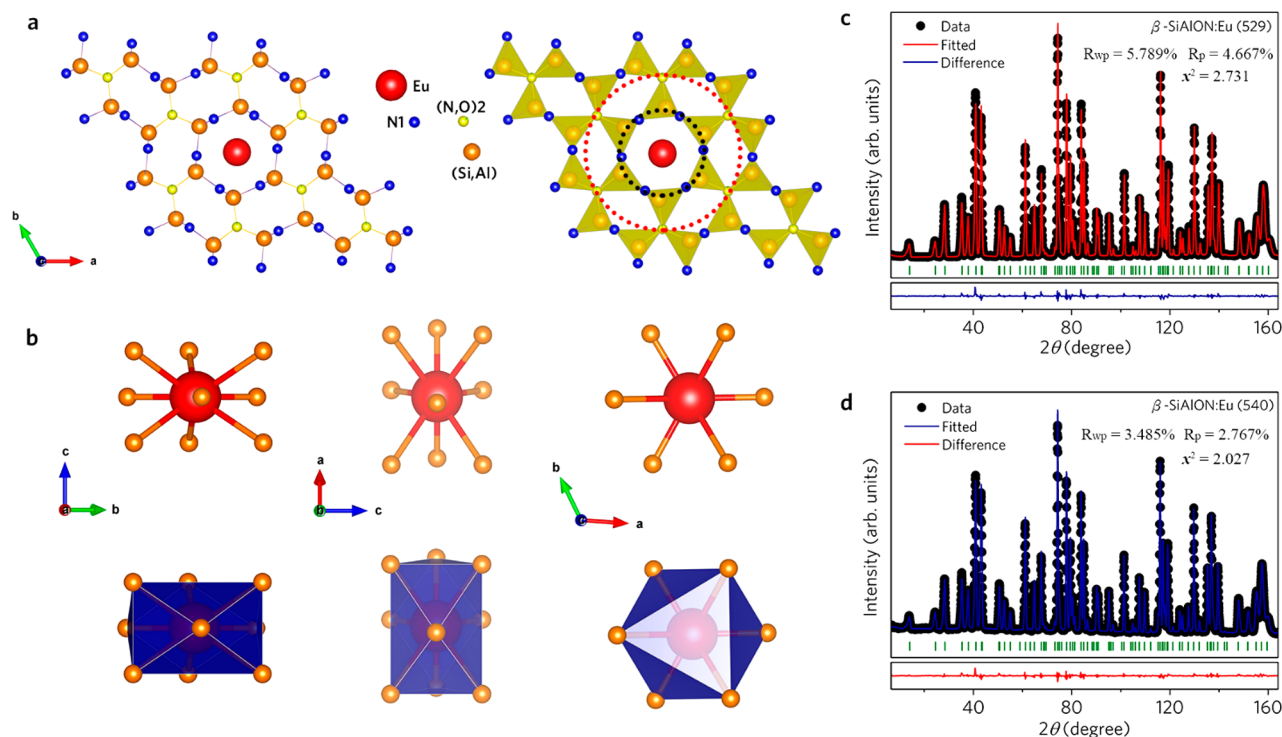 a
Eu
(N,O)2
N1
(Si,Al)
b
a
b
c
a
b
a
b
c
b
a
c
Data
Fitted
Difference
β-SiAlON:Eu (529)
Rwp = 5.789% Rp = 4.667%
x² = 2.731
Intensity (arb. units)
40 80 120 160
2θ(degree)
d
Data
Fitted
Difference
β-SiAlON:Eu (540)
Rwp = 3.485% Rp = 2.767%
x² = 2.027
Intensity (arb. units)
40 80 120 160
2θ(degree)